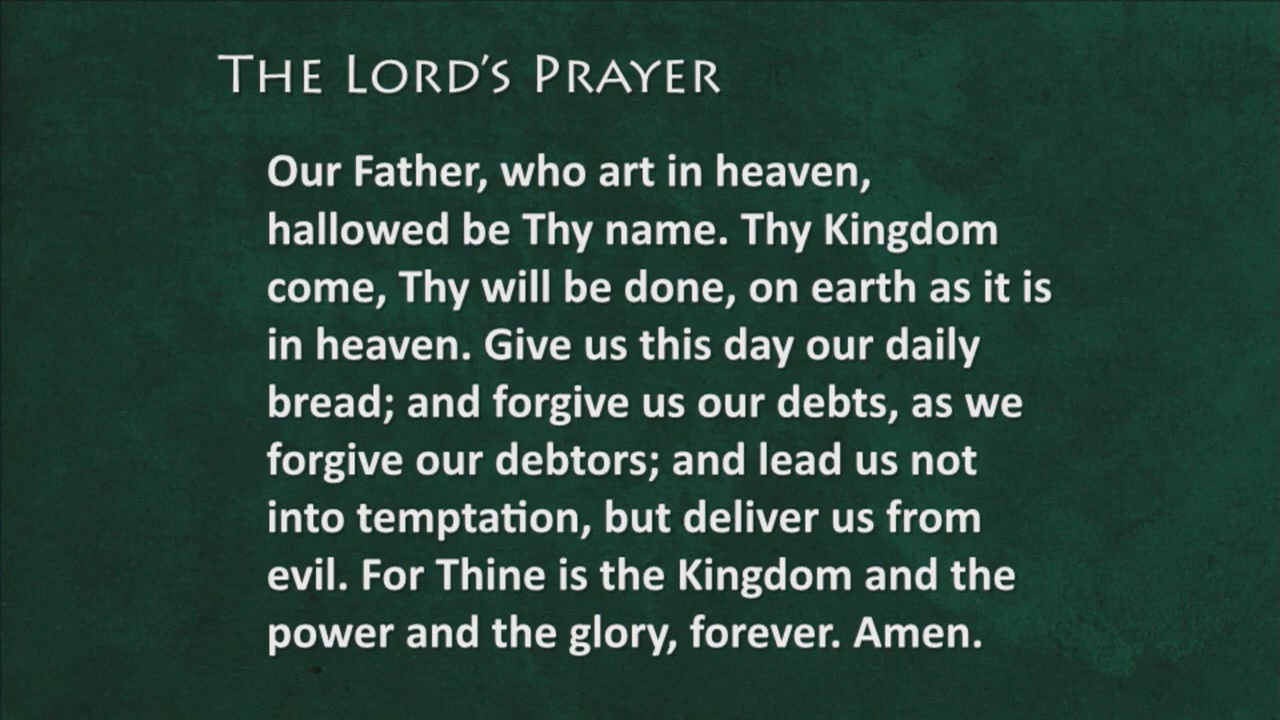 The Lord’s Prayer
Our Father, who art in heaven,
hallowed be Thy name. Thy Kingdom
come, Thy will be done, on earth as it is
in heaven. Give us this day our daily
bread; and forgive us our debts, as we
forgive our debtors; and lead us not
into temptation, but deliver us from
evil. For Thine is the Kingdom and the
power and the glory, forever. Amen.